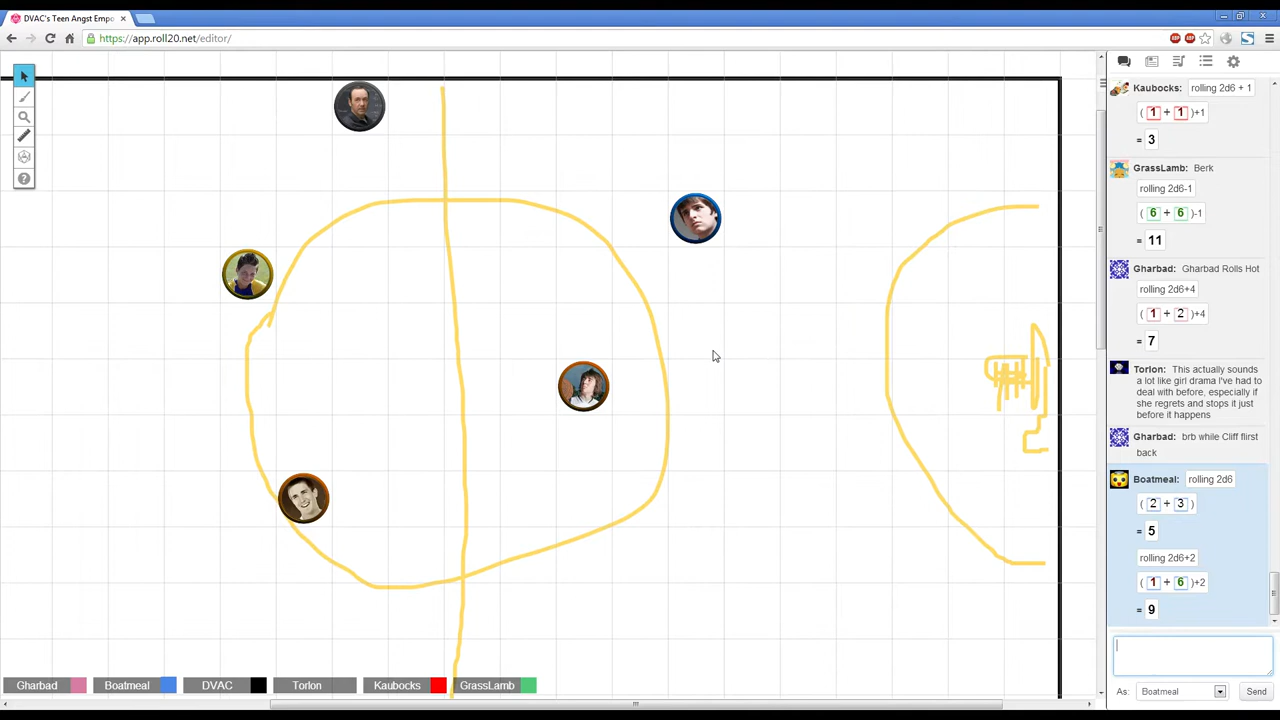 DVAC's Teen Angst Empo
https://app.roll20.net/editor/
Kaubocks: rolling 2d6 + 1
( 1 + 1 )+1
= 3
GrassLamb: Berk
rolling 2d6-1
( 6 + 6 )-1
= 11
Gharbad: Gharbad Rolls Hot
rolling 2d6+4
( 1 + 2 )+4
= 7
Torlon: This actually sounds
a lot like girl drama I've had to
deal with before, especially if
she regrets and stops it just
before it happens
Gharbad: brb while Cliff flirst
back
Boatmeal: rolling 2d6
( 2 + 3 )
= 5
rolling 2d6+2
( 1 + 6 )+2
= 9
Gharbad Boatmeal DVAC Torlon Kaubocks GrassLamb
As: Boatmeal Send